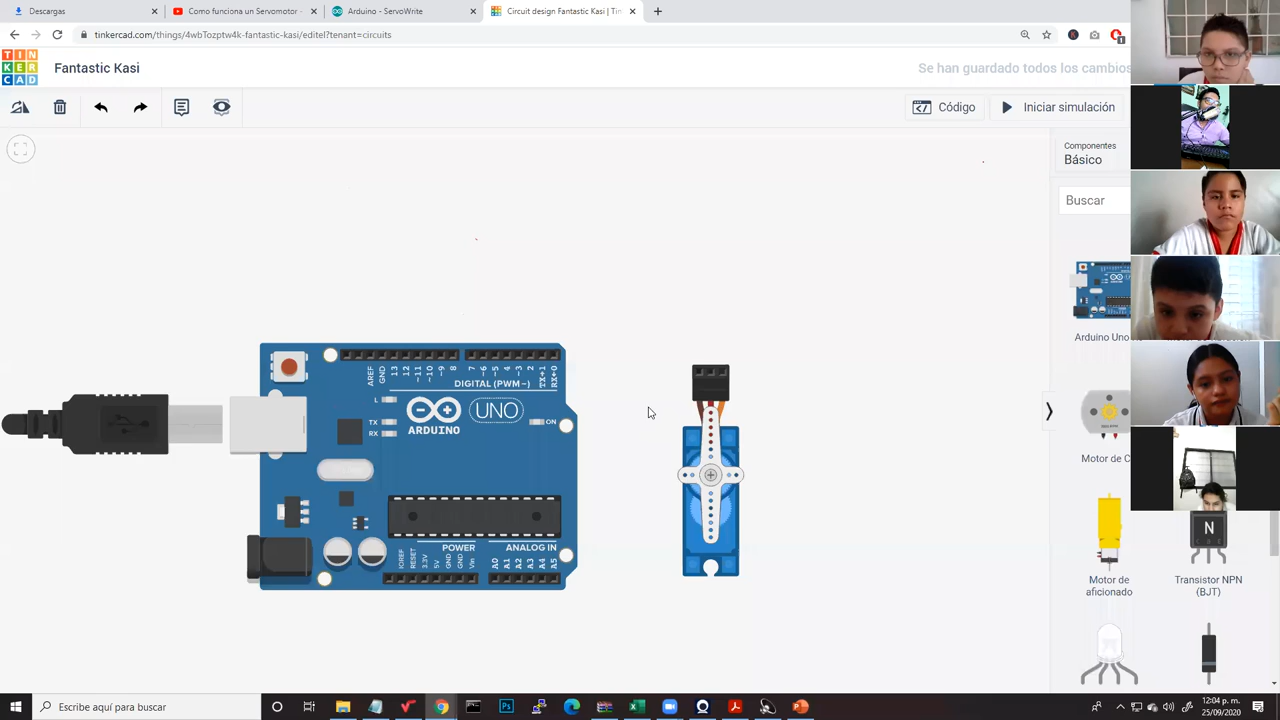 Descargas
Como funciona un Servomotor -
Arduino - ServoWrite
Circuit design Fantastic Kasi | Tin
tinkercad.com/things/4wbTozptw4k-fantastic-kasi/editel?tenant=circuits
TIN
KER
CAD
Fantastic Kasi
Se han guardado todos los cambios
Código
Iniciar simulación
Componentes
Básico
Buscar
Arduino Uno
Motor de C
Motor de aficionado
Transistor NPN (BJT)
N
AREF
GND
13
12
~11
~10
~9
8
7
~6
~5
4
~3
2
TX→1
RX←0
DIGITAL (PWM~)
L
TX
RX
UNO
ARDUINO
ON
POWER
ANALOG IN
IOREF
RESET
3.3V
5V
GND
GND
Vin
A0
A1
A2
A3
A4
A5
Escribe aquí para buscar
12:04 p. m.
25/09/2020